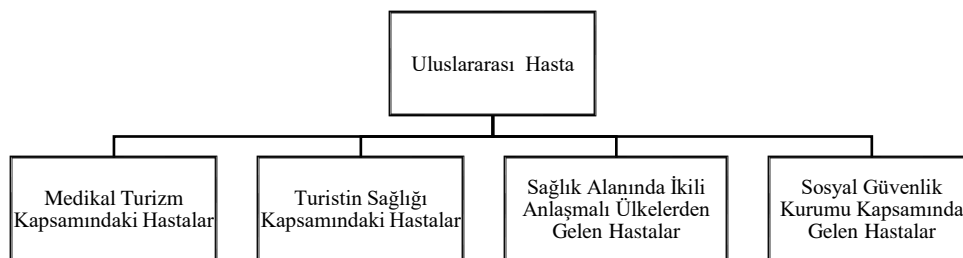 Uluslararası Hasta
Medikal Turizm
Kapsamındaki Hastalar
Turistin Sağlığı
Kapsamındaki Hastalar
Sağlık Alanında İkili
Anlaşmalı Ülkelerden
Gelen Hastalar
Sosyal Güvenlik
Kurumu Kapsamında
Gelen Hastalar